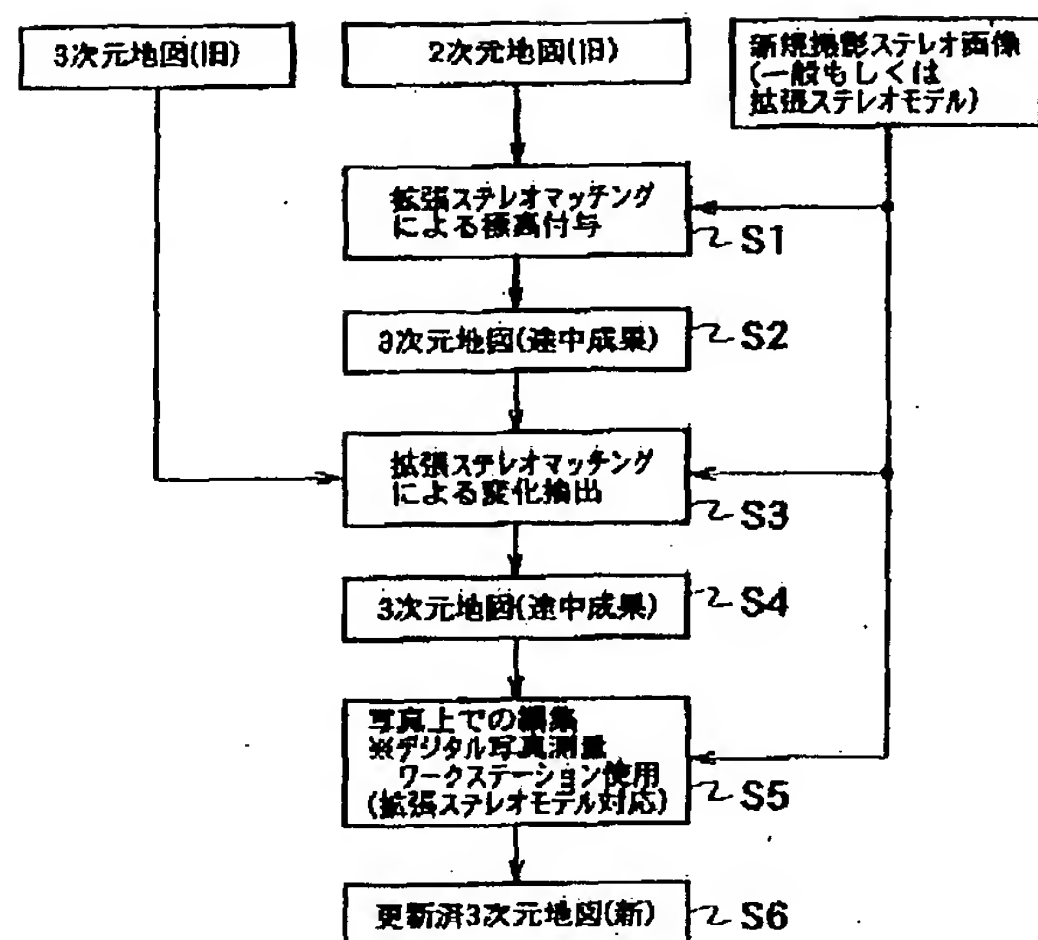 3次元地図(旧)
2次元地図(旧)
新規撮影ステレオ画像
(一般もしくは
拡張ステレオモデル)
拡張ステレオマッチング
による標高付与
S1
3次元地図(途中成果)
S2
拡張ステレオマッチング
による変化抽出
S3
3次元地図(途中成果)
S4
写真上での編集
※デジタル写真測量
ワークステーション使用
(拡張ステレオモデル対応)
S5
更新済3次元地図(新)
S6